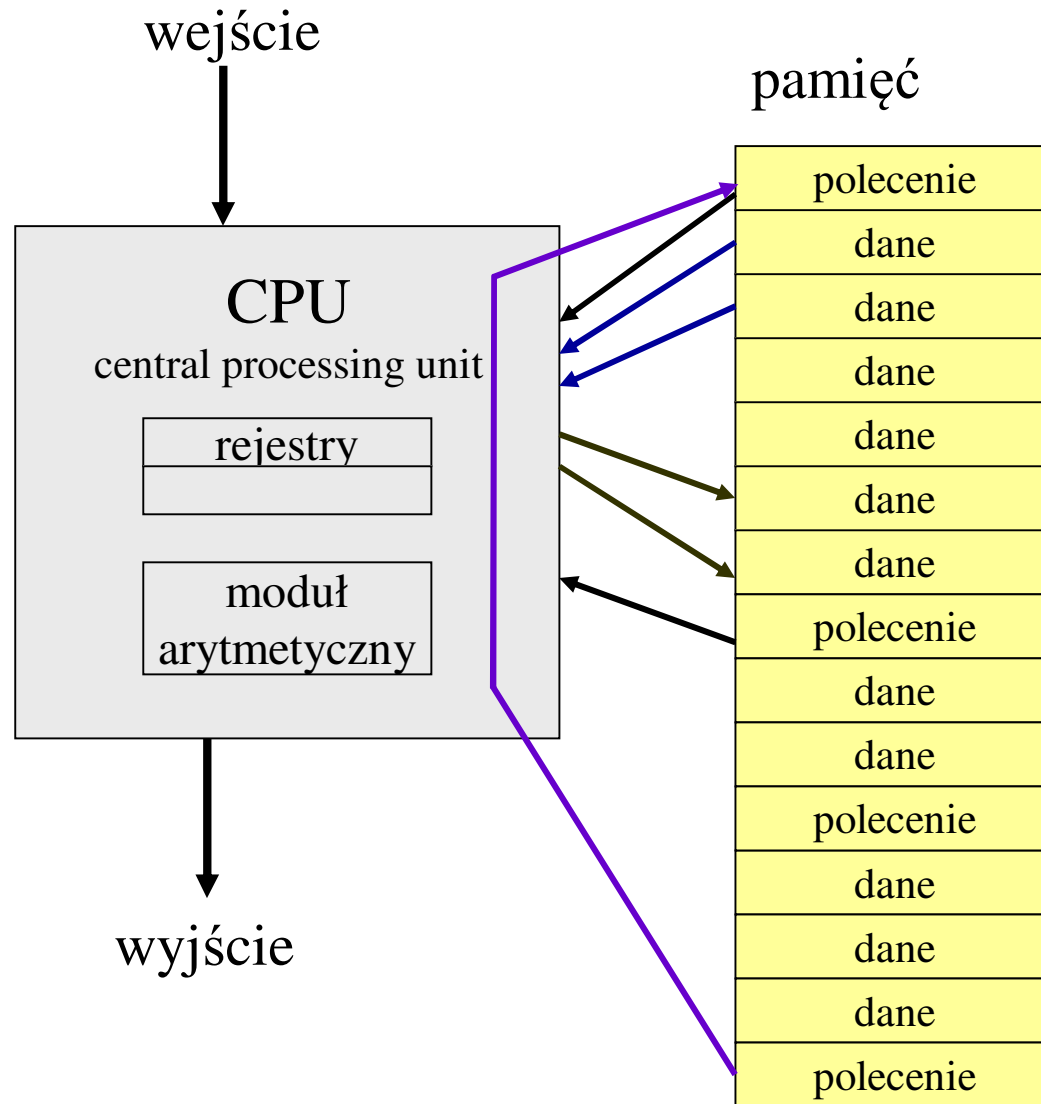 wejście
pamięć
CPU
central processing unit
rejestry
moduł
arytmetyczny
wyjście
polecenie
dane
dane
dane
dane
dane
dane
polecenie
dane
dane
polecenie
dane
dane
dane
polecenie